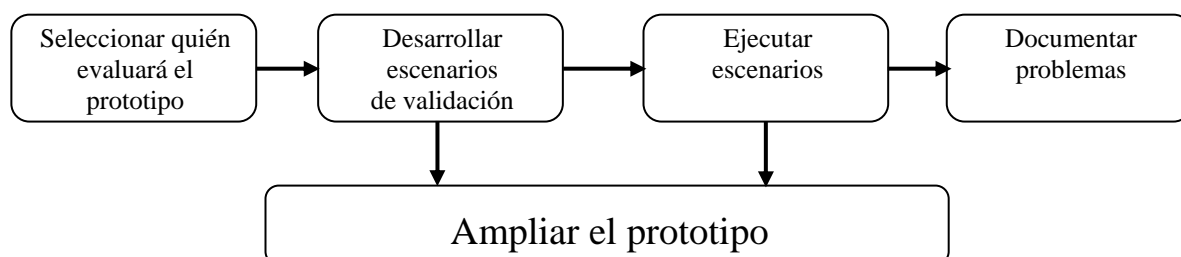 Seleccionar quién
evaluará el
prototipo
Desarrollar
escenarios
de validación
Ejecutar
escenarios
Documentar
problemas
Ampliar el prototipo